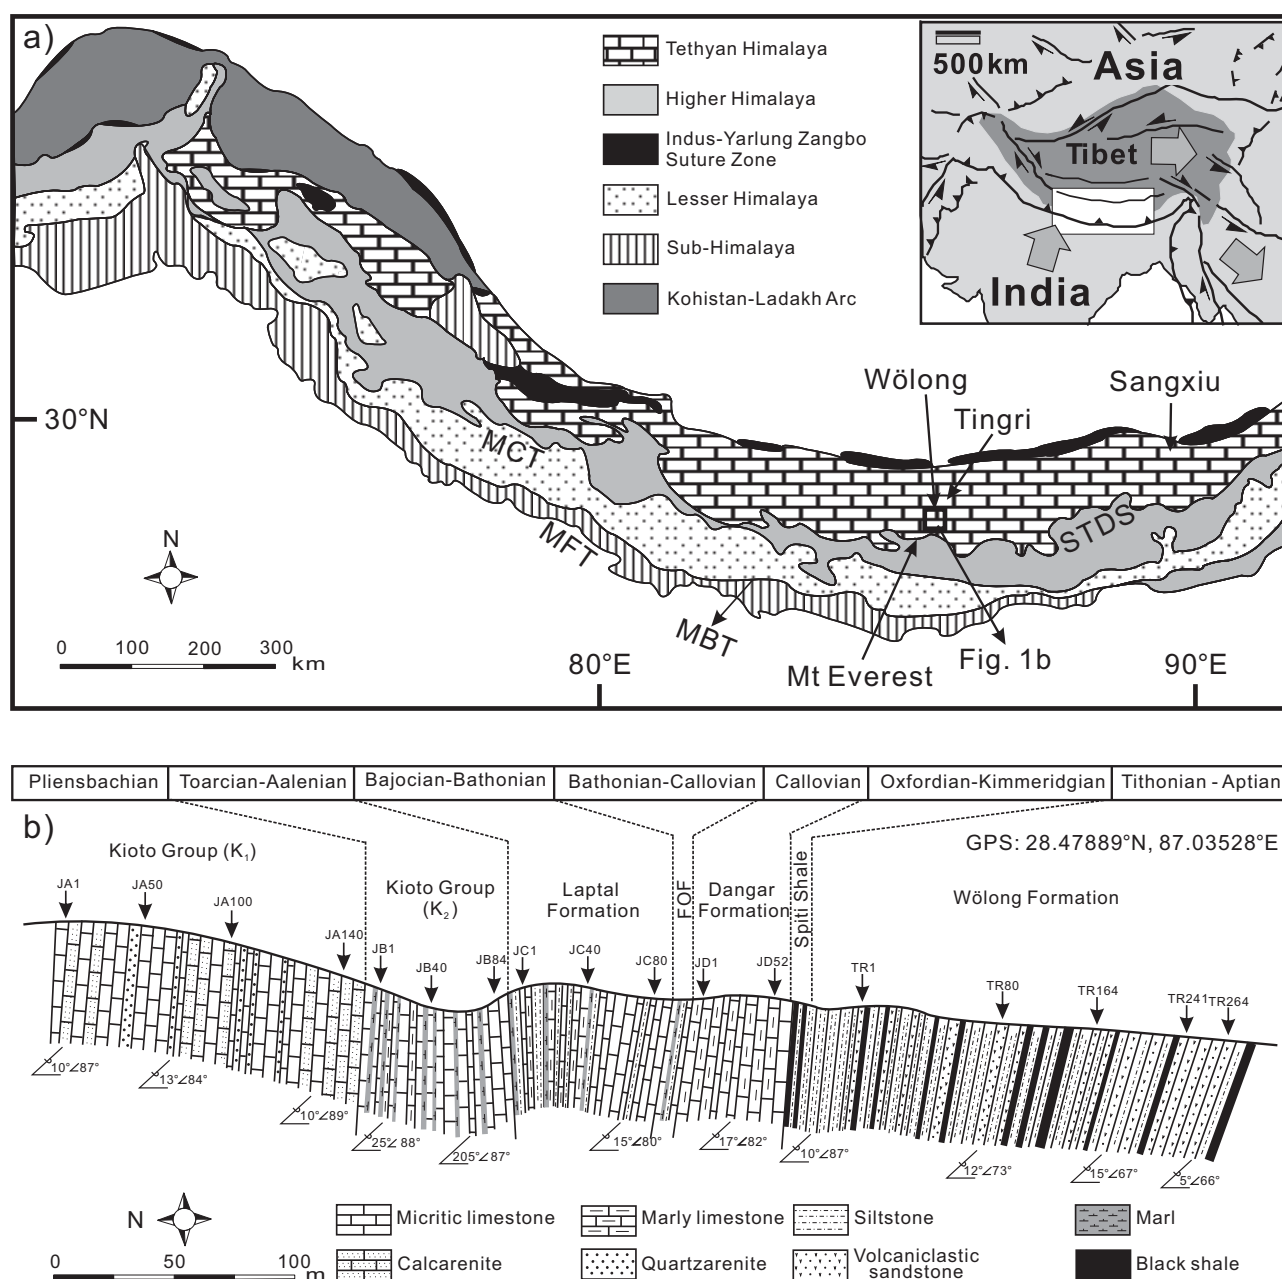 a)
Tethyan Himalaya
Higher Himalaya
Indus-Yarlung Zangbo
Suture Zone
Lesser Himalaya
Sub-Himalaya
Kohistan-Ladakh Arc
500km
Asia
Tibet
India
Wölong
Sangxiu
Tingri
30°N
MCT
STDS
MFT
MBT
N
0 100 200 300
km
80°E
Mt Everest
Fig. 1b
90°E
Pliensbachian Toarcian-Aalenian Bajocian-Bathonian Bathonian-Callovian Callovian Oxfordian-Kimmeridgian Tithonian - Aptian
b)
GPS: 28.47889°N, 87.03528°E
Kioto Group (K₁)
Kioto Group
(K₂)
Laptal
Formation
FOF
Dangar
Formation
Spiti Shale
Wölong Formation
JA1
JA50
JA100
JA140
JB1
JB40
JB84
JC1
JC40
JC80
JD1
JD52
TR1
TR80
TR164
TR241
TR264
10°∠87°
13°∠84°
10°∠89°
25∠ 88°
205°∠87°
15°∠80°
17°∠82°
10°∠87°
12°∠73°
15°∠67°
5°∠66°
N
0 50 100
m
Micritic limestone
Marly limestone
Siltstone
Marl
Calcarenite
Quartzarenite
Volcaniclastic
sandstone
Black shale